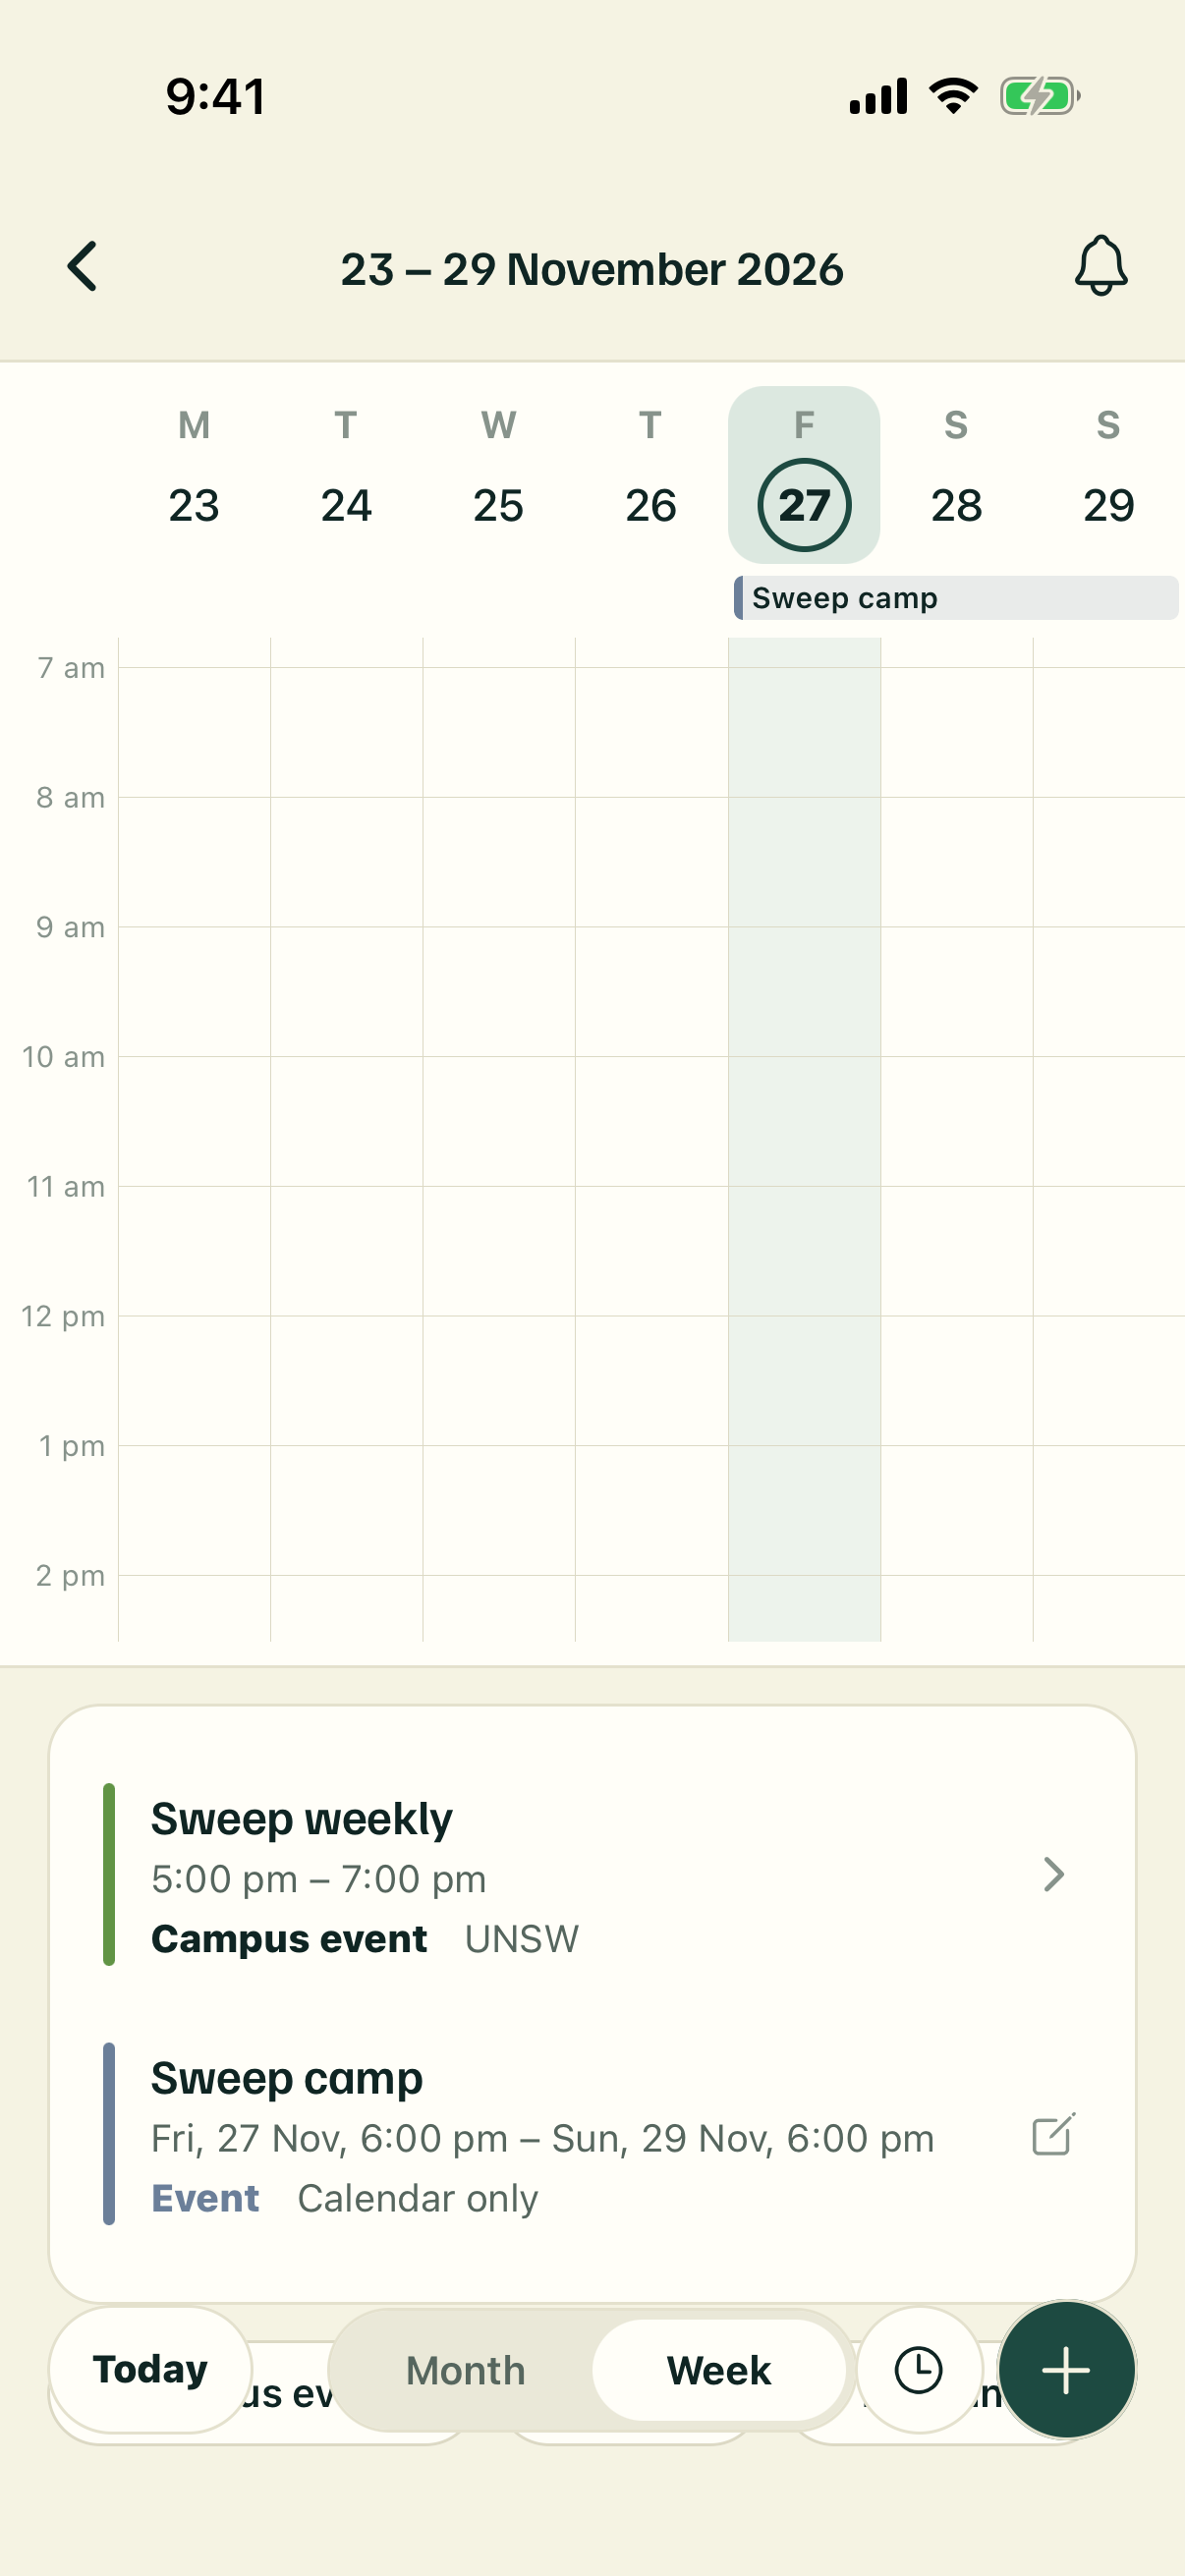 9:41
23 – 29 November 2026
M T W T F S S
23 24 25 26 27 28 29
Sweep camp
7 am
8 am
9 am
10 am
11 am
12 pm
1 pm
2 pm
Sweep weekly
5:00 pm – 7:00 pm
Campus event UNSW
Sweep camp
Fri, 27 Nov, 6:00 pm – Sun, 29 Nov, 6:00 pm
Event Calendar only
Today Month Week